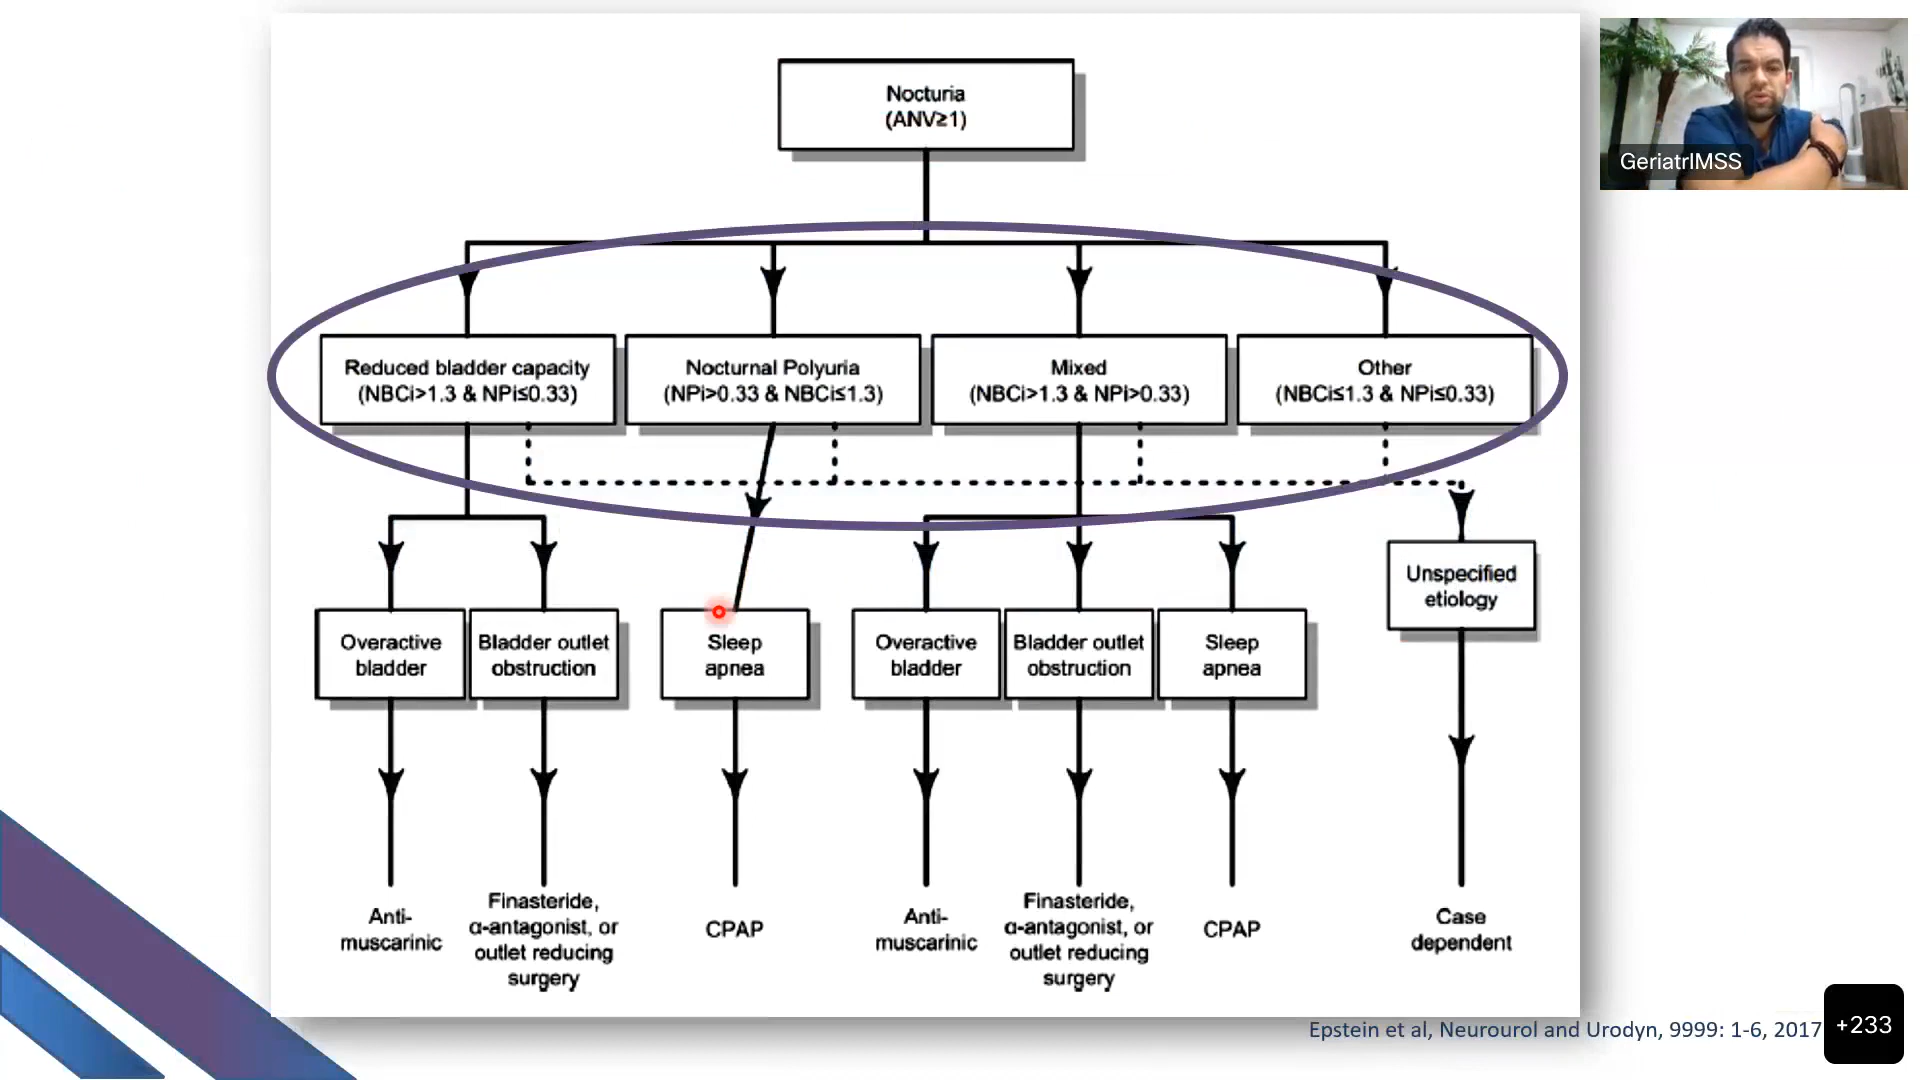 Nocturia
(ANV≥1)
GeriatrIMSS
Reduced bladder capacity
(NBCi>1.3 & NPi≤0.33)
Nocturnal Polyuria
(NPi>0.33 & NBCi≤1.3)
Mixed
(NBCi>1.3 & NPi>0.33)
Other
(NBCi≤1.3 & NPi≤0.33)
Unspecified
etiology
Overactive
bladder
Bladder outlet
obstruction
Sleep
apnea
Overactive
bladder
Bladder outlet
obstruction
Sleep
apnea
Anti-
muscarinic
Finasteride,
α-antagonist, or
outlet reducing
surgery
CPAP
Anti-
muscarinic
Finasteride,
α-antagonist, or
outlet reducing
surgery
CPAP
Case
dependent
Epstein et al, Neurourol and Urodyn, 9999: 1-6, 2017
+233